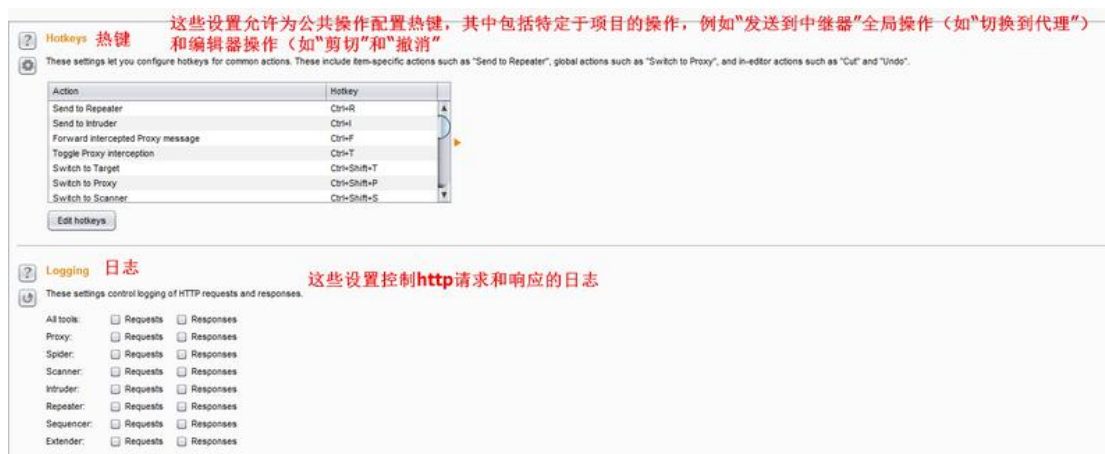 这些设置允许为公共操作配置热键，其中包括特定于项目的操作，例如“发送到中继器”全局操作（如“切换到代理”）
Hotkeys 热键 和编辑器操作（如“剪切”和“撤消”
These settings let you configure hotkeys for common actions. These include item-specific actions such as "Send to Repeater", global actions such as "Switch to Proxy", and in-editor actions such as "Cut" and "Undo".
Action Hotkey
Send to Repeater Ctrl+R
Send to Intruder Ctrl+I
Forward intercepted Proxy message Ctrl+F
Toggle Proxy interception Ctrl+T
Switch to Target Ctrl+Shift+T
Switch to Proxy Ctrl+Shift+P
Switch to Scanner Ctrl+Shift+S
Edit hotkeys
Logging 日志
这些设置控制http请求和响应的日志
These settings control logging of HTTP requests and responses.
All tools: Requests Responses
Proxy: Requests Responses
Spider: Requests Responses
Scanner: Requests Responses
Intruder: Requests Responses
Repeater: Requests Responses
Sequencer: Requests Responses
Extender: Requests Responses